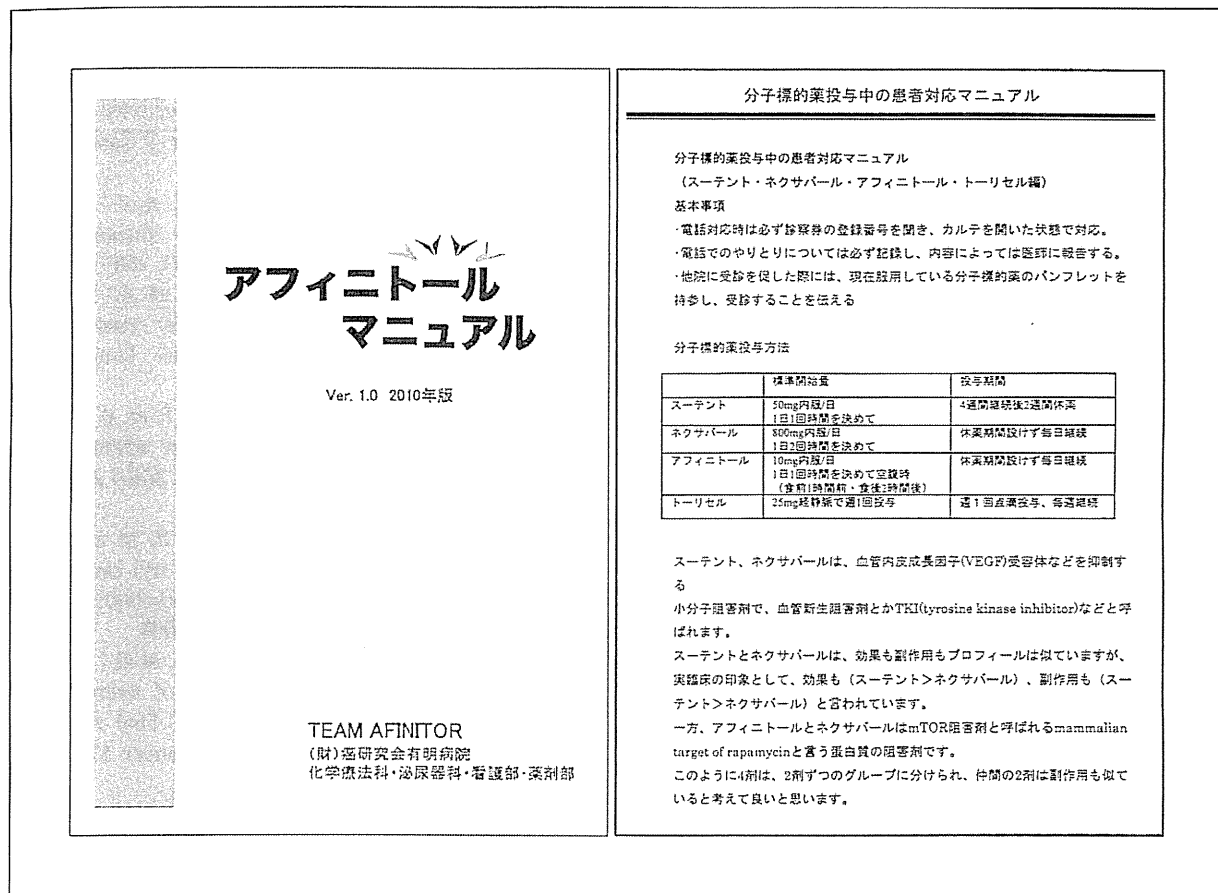 アフィニトール
マニュアル
Ver. 1.0 2010年版
TEAM AFINITOR
(財)癌研究会有明病院
化学療法科・泌尿器科・看護部・薬剤部
分子標的薬投与中の患者対応マニュアル
分子標的薬投与中の患者対応マニュアル
（スーテント・ネクサバール・アフィニトール・トーリセル編）
基本事項
・電話対応時は必ず診察券の登録番号を聞き、カルテを開いた状態で対応。
・電話でのやりとりについては必ず記録し、内容によっては医師に報告する。
・他院に受診を促した際には、現在服用している分子標的薬のパンフレットを
持参し、受診することを伝える
分子標的薬投与方法
標準開始量 投与期間
スーテント 50mg内服/日 4週間継続後2週間休薬
1日1回時間を決めて
ネクサバール 800mg内服/日 休薬期間設けず毎日継続
1日2回時間を決めて
アフィニトール 10mg内服/日 休薬期間設けず毎日継続
1日1回時間を決めて空腹時
（食前1時間前・食後2時間後）
トーリセル 25mg経静脈で週1回投与 週1回点滴投与、毎週継続
スーテント、ネクサバールは、血管内皮成長因子(VEGF)受容体などを抑制す
る
小分子阻害剤で、血管新生阻害剤とかTKI(tyrosine kinase inhibitor)などと呼
ばれます。
スーテントとネクサバールは、効果も副作用もプロフィールは似ていますが、
実臨床の印象として、効果も（スーテント＞ネクサバール）、副作用も（スー
テント＞ネクサバール）と言われています。
一方、アフィニトールとネクサバールはmTOR阻害剤と呼ばれるmammalian
target of rapamycinと言う蛋白質の阻害剤です。
このように4剤は、2剤ずつのグループに分けられ、仲間の2剤は副作用も似て
いると考えて良いと思います。